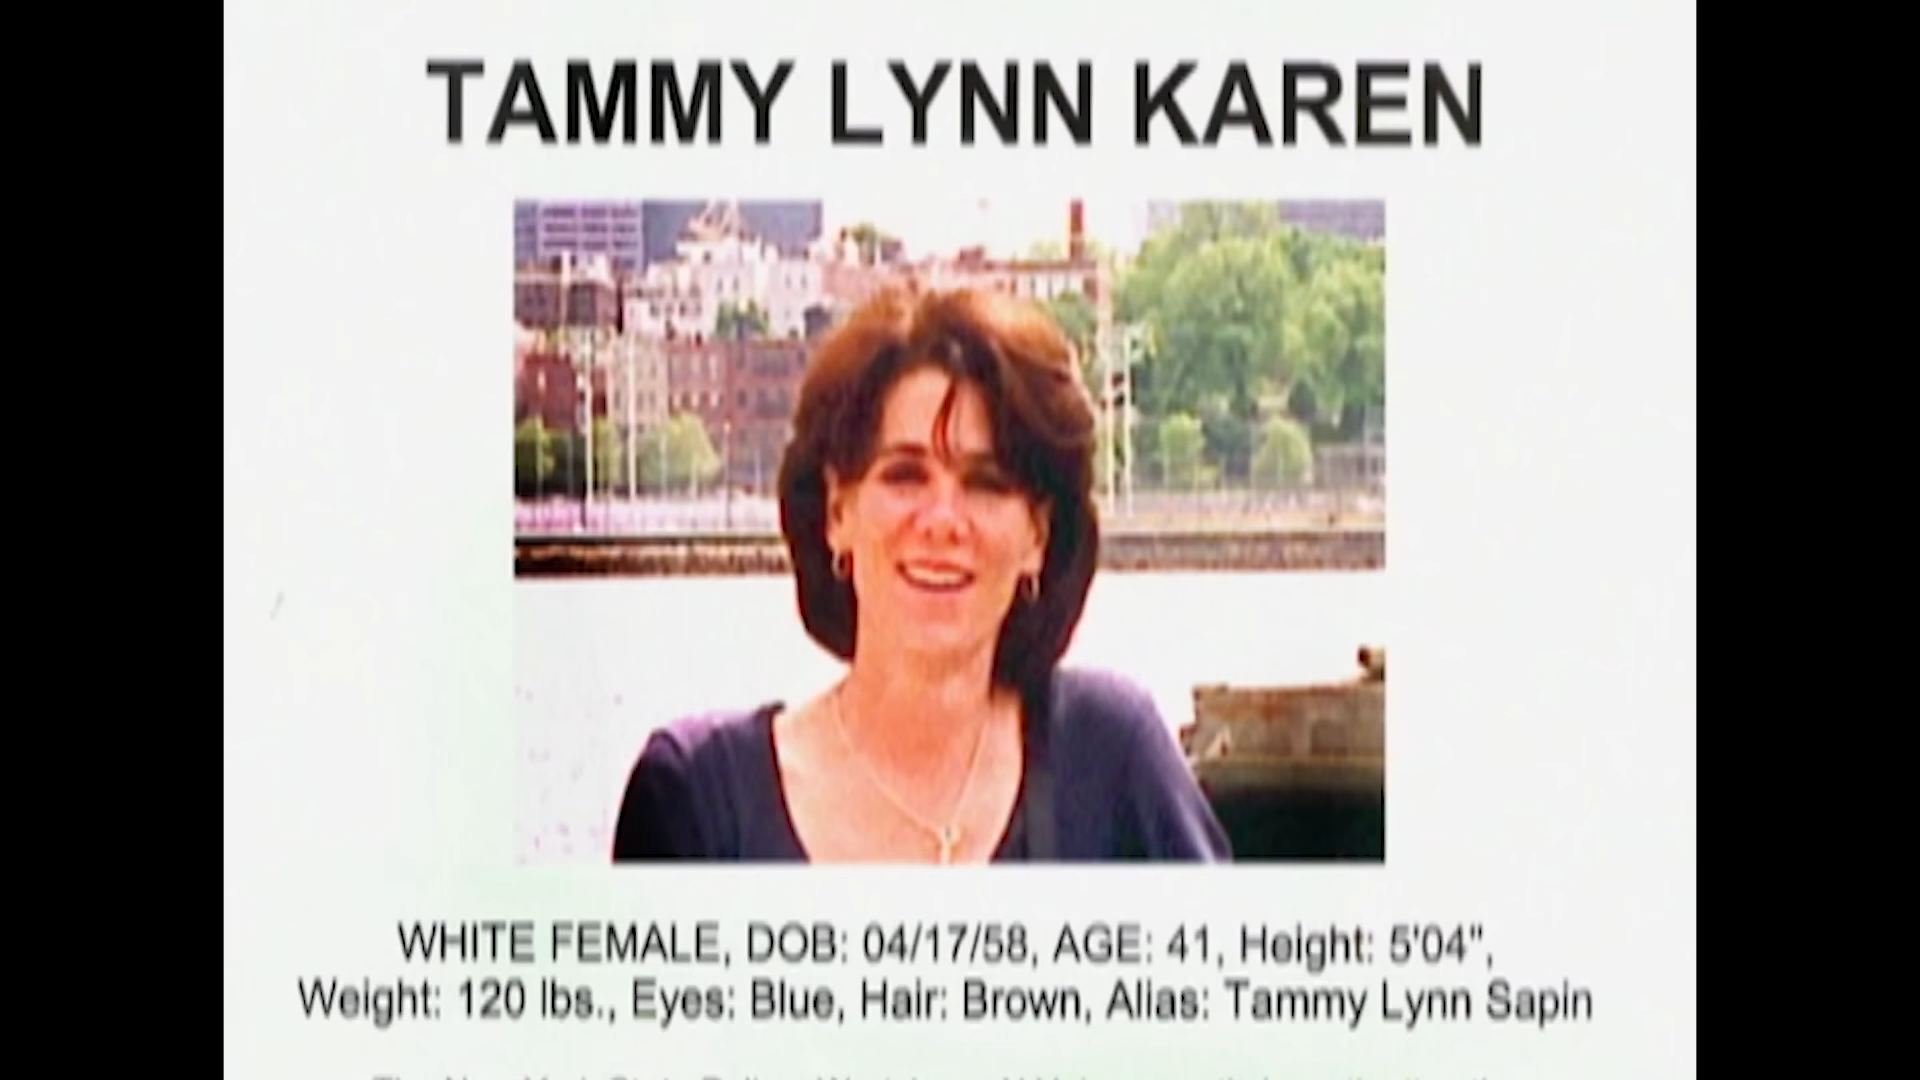 TAMMY LYNN KAREN
WHITE FEMALE, DOB: 04/17/58, AGE: 41, Height: 5'04",
Weight: 120 lbs., Eyes: Blue, Hair: Brown, Alias: Tammy Lynn Sapin